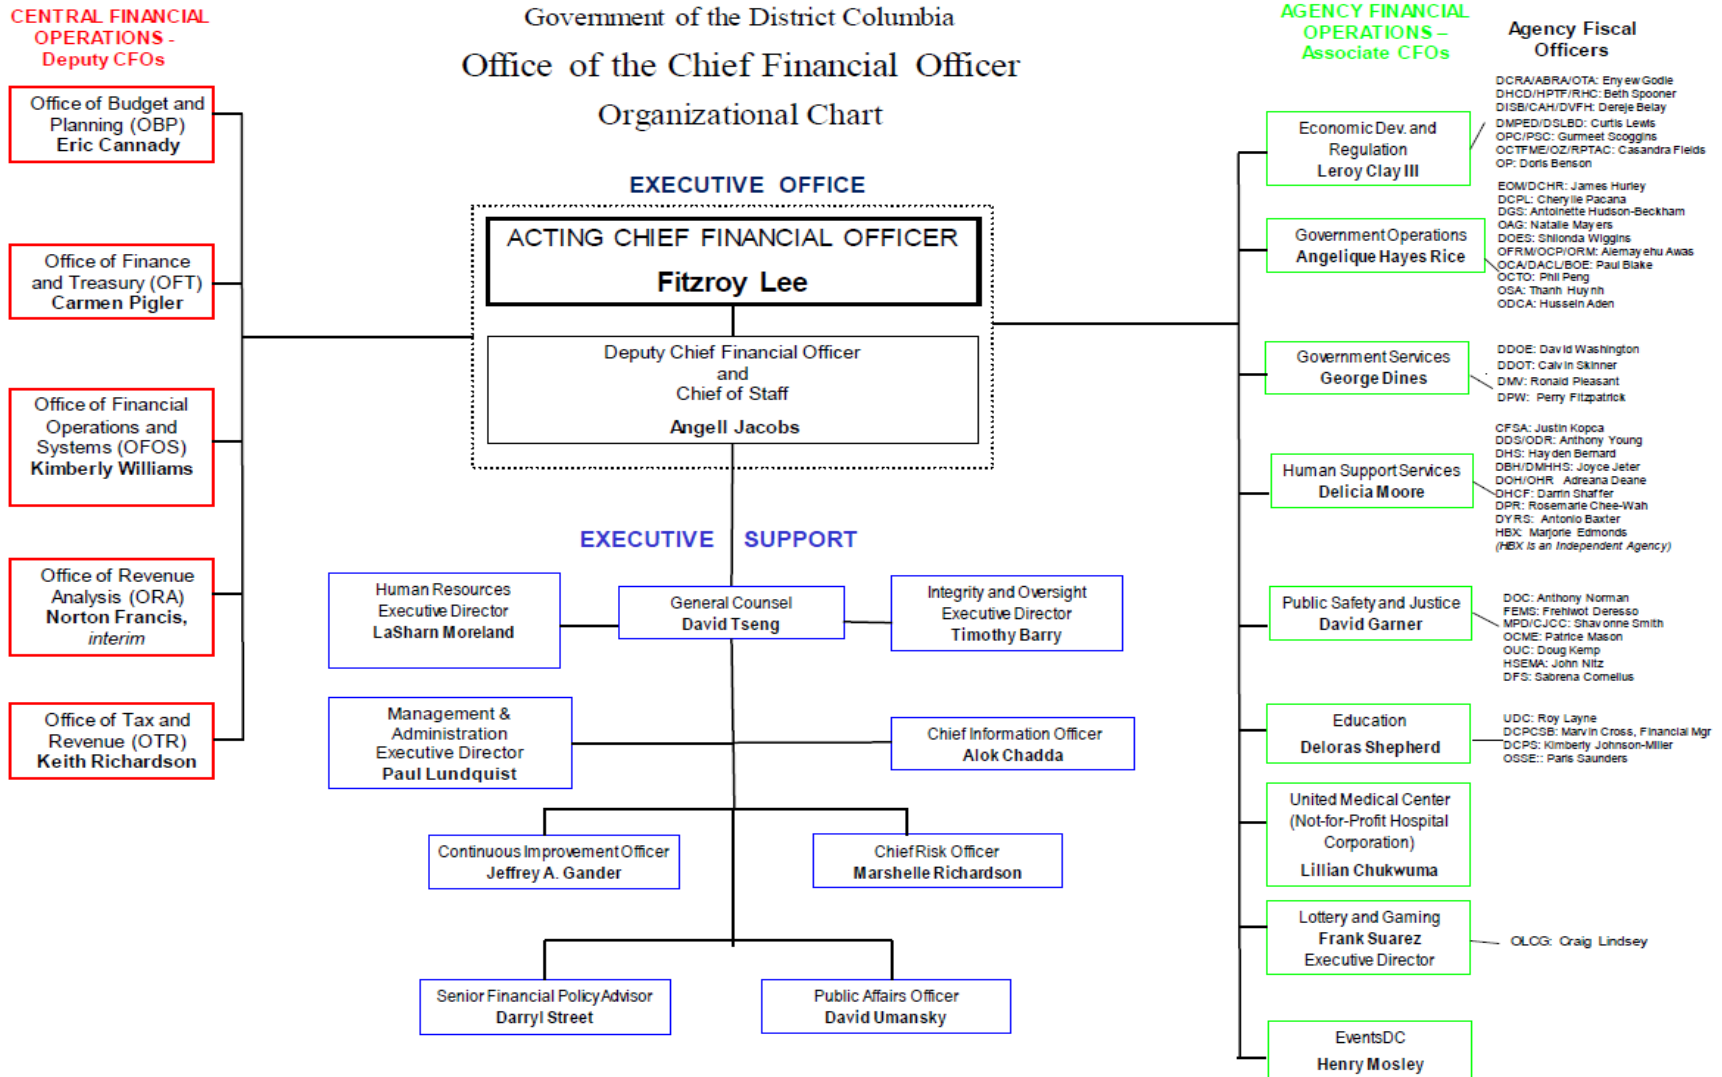 CENTRAL FINANCIAL
OPERATIONS -
Deputy CFOs
Office of Budget and
Planning (OBP)
Eric Cannady
Office of Finance
and Treasury (OFT)
Carmen Pigler
Office of Financial
Operations and
Systems (OFOS)
Kimberly Williams
Office of Revenue
Analysis (ORA)
Norton Francis,
interim
Office of Tax and
Revenue (OTR)
Keith Richardson
Government of the District Columbia
Office of the Chief Financial Officer
Organizational Chart
EXECUTIVE OFFICE
ACTING CHIEF FINANCIAL OFFICER
Fitzroy Lee
Deputy Chief Financial Officer
and
Chief of Staff
Angell Jacobs
EXECUTIVE SUPPORT
Human Resources
Executive Director
LaSharn Moreland
General Counsel
David Tseng
Integrity and Oversight
Executive Director
Timothy Barry
Management &
Administration
Executive Director
Paul Lundquist
Chief Information Officer
Alok Chadda
Continuous Improvement Officer
Jeffrey A. Gander
Chief Risk Officer
Marshelle Richardson
Senior Financial Policy Advisor
Darryl Street
Public Affairs Officer
David Umansky
AGENCY FINANCIAL
OPERATIONS –
Associate CFOs
Agency Fiscal
Officers
Economic Dev. and
Regulation
Leroy Clay III
DCRA/ABRA/OTA: Enyew Godie
DHCD/HPTF/RHC: Beth Spooner
DISB/CAH/DVFH: Dereje Belay
DMPED/DSLBD: Curtis Lewis
OPC/PSC: Gurmeet Scoggins
OCTFME/OZ/RPTAC: Casandra Fields
OP: Doris Benson
Government Operations
Angelique Hayes Rice
EOM/DCHR: James Hurley
DCPL: Cherylle Pacana
DGS: Antoinette Hudson-Beckham
OAG: Natalie Mayers
DOES: Shilonda Wiggins
OFRM/OCP/ORM: Alemayehu Awas
OCA/DACL/BOE: Paul Blake
OCTO: Phil Peng
OSA: Thanh Huynh
ODCA: Hussein Aden
Government Services
George Dines
DDOE: David Washington
DDOT: Calvin Skinner
DMV: Ronald Pleasant
DPW: Perry Fitzpatrick
Human Support Services
Delicia Moore
CFSA: Justin Kopca
DDS/ODR: Anthony Young
DHS: Hayden Bernard
DBH/DMHHS: Joyce Jeter
DOH/OHR Adreana Deane
DHCF: Darrin Shaffer
DPR: Rosemarie Chee-Wah
DYRS: Antonio Baxter
HBX: Marjorie Edmonds
(HBX is an Independent Agency)
Public Safety and Justice
David Garner
DOC: Anthony Norman
FEMS: Frehiwot Deresso
MPD/CJCC: Shavonne Smith
OCME: Patrice Mason
OUC: Doug Kemp
HSEMA: John Nitz
DFS: Sabrena Cornelius
Education
Deloras Shepherd
UDC: Roy Layne
DCPCSB: Marvin Cross, Financial Mgr
DCPS: Kimberly Johnson-Miller
OSSE:: Paris Saunders
United Medical Center
(Not-for-Profit Hospital
Corporation)
Lillian Chukwuma
Lottery and Gaming
Frank Suarez
Executive Director
OLCG: Craig Lindsey
EventsDC
Henry Mosley